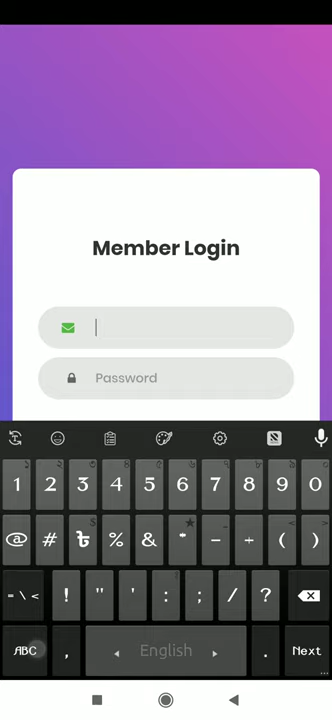 Member Login
Password
1 2 3 4 5 6 7 8 9 0
@ # ৳ % & * - + ( )
= \ < ! " ' : ; / ?
ABC , English . Next